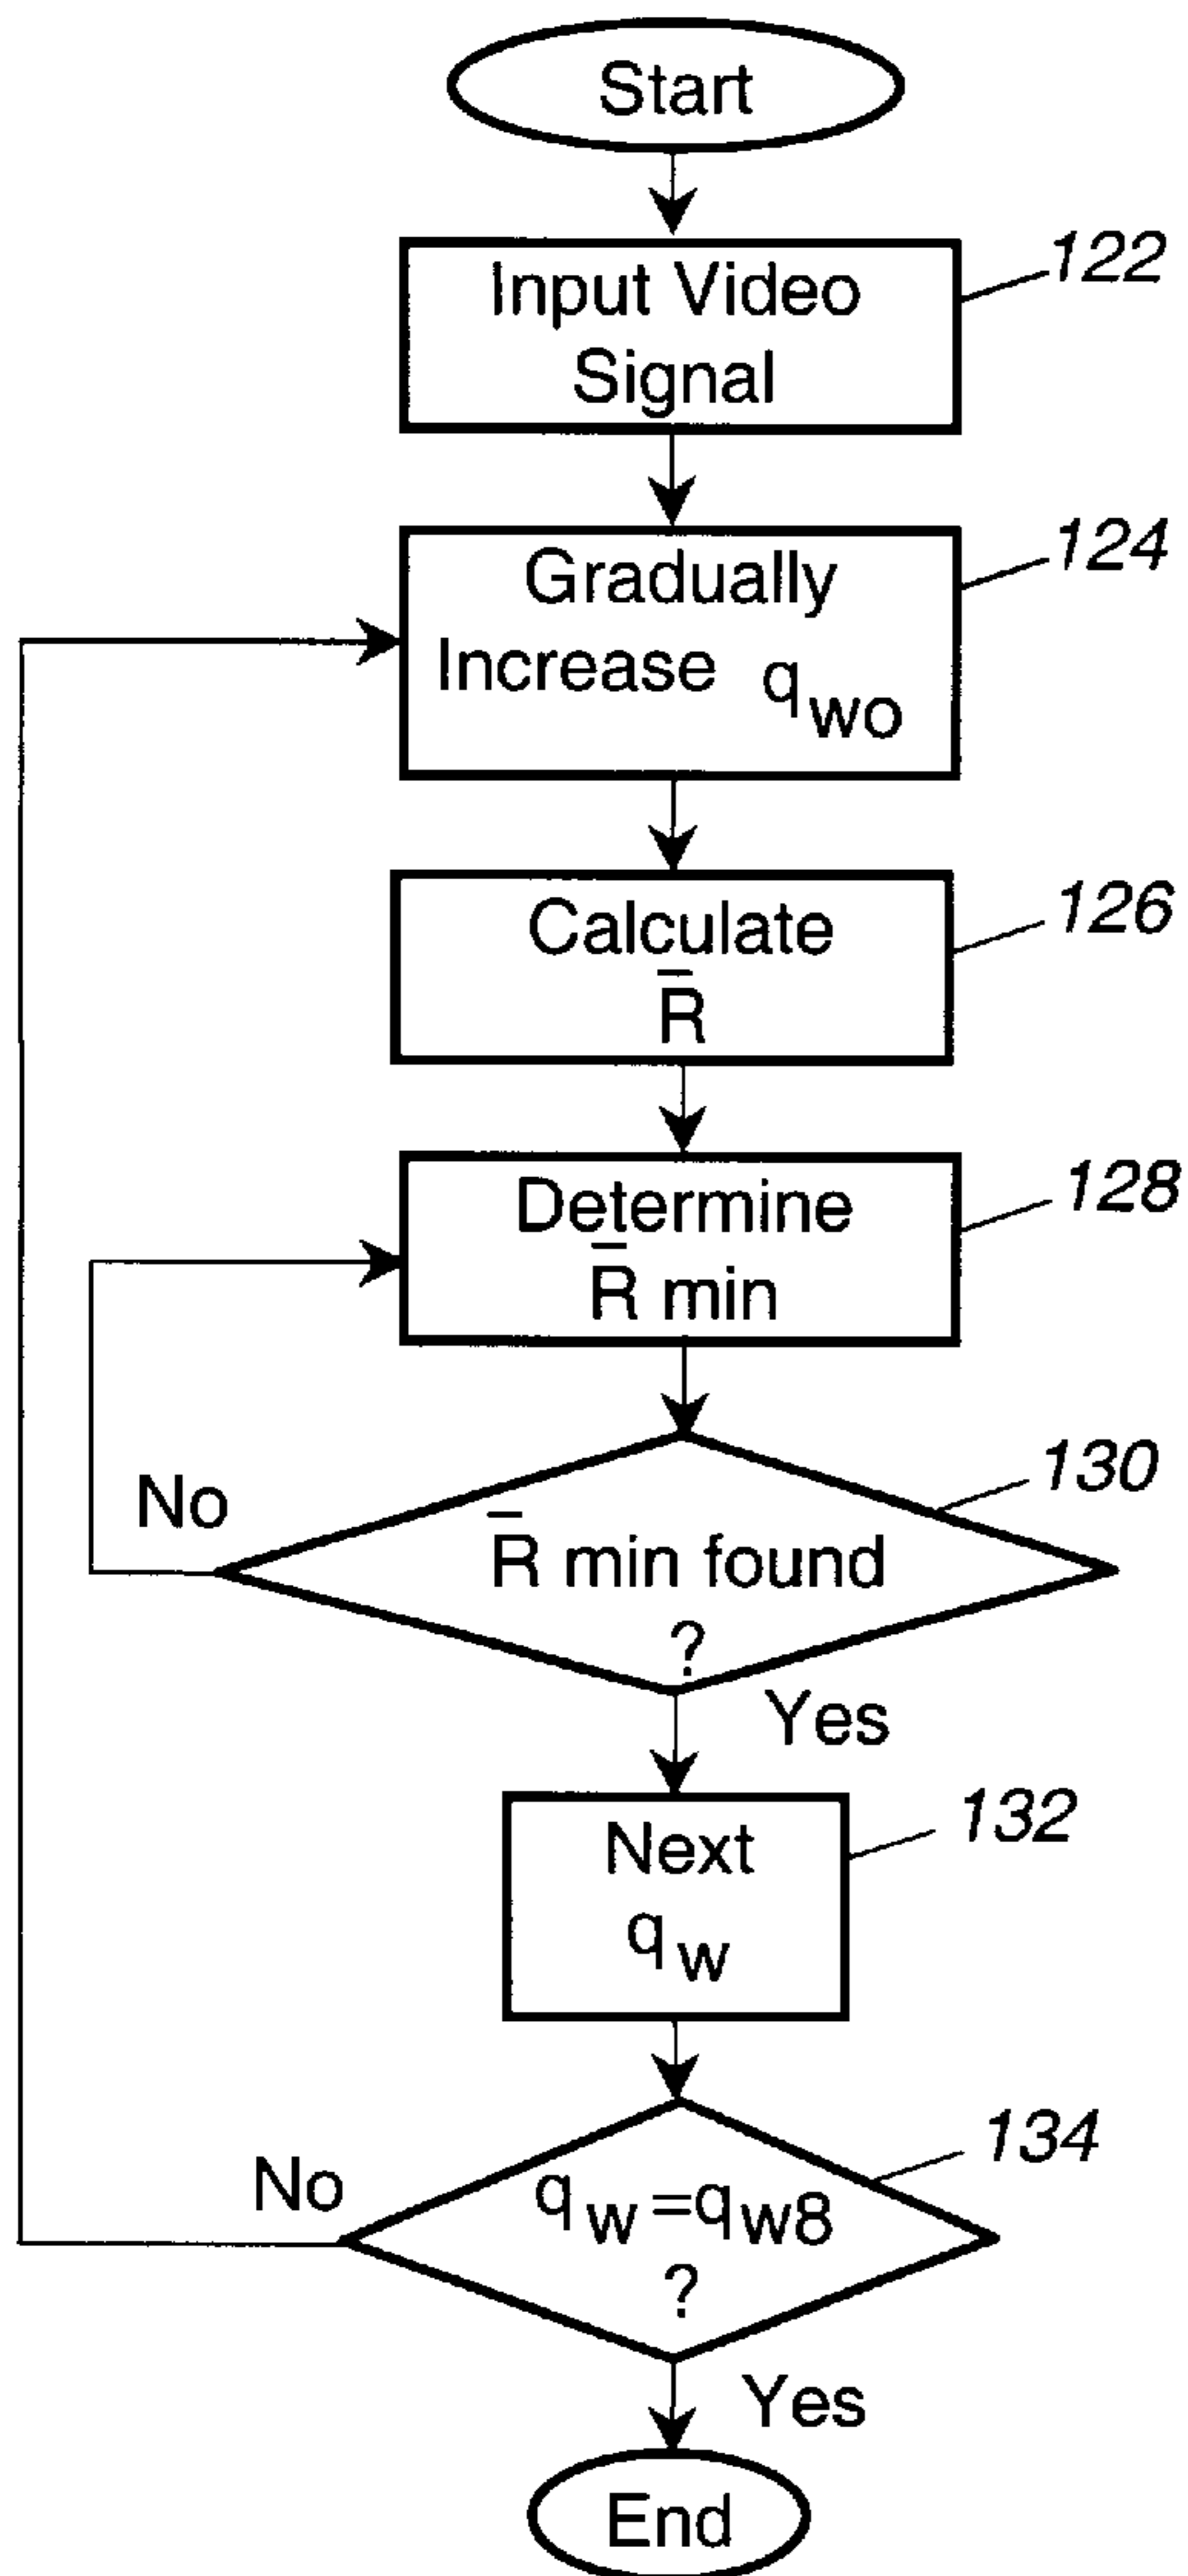 Start
Input Video
Signal
122
Gradually
Increase q_wo
124
Calculate
R̄
126
Determine
R̄ min
128
R̄ min found
?
130
No
Yes
Next
q_w
132
q_w=q_w8
?
134
No
Yes
End